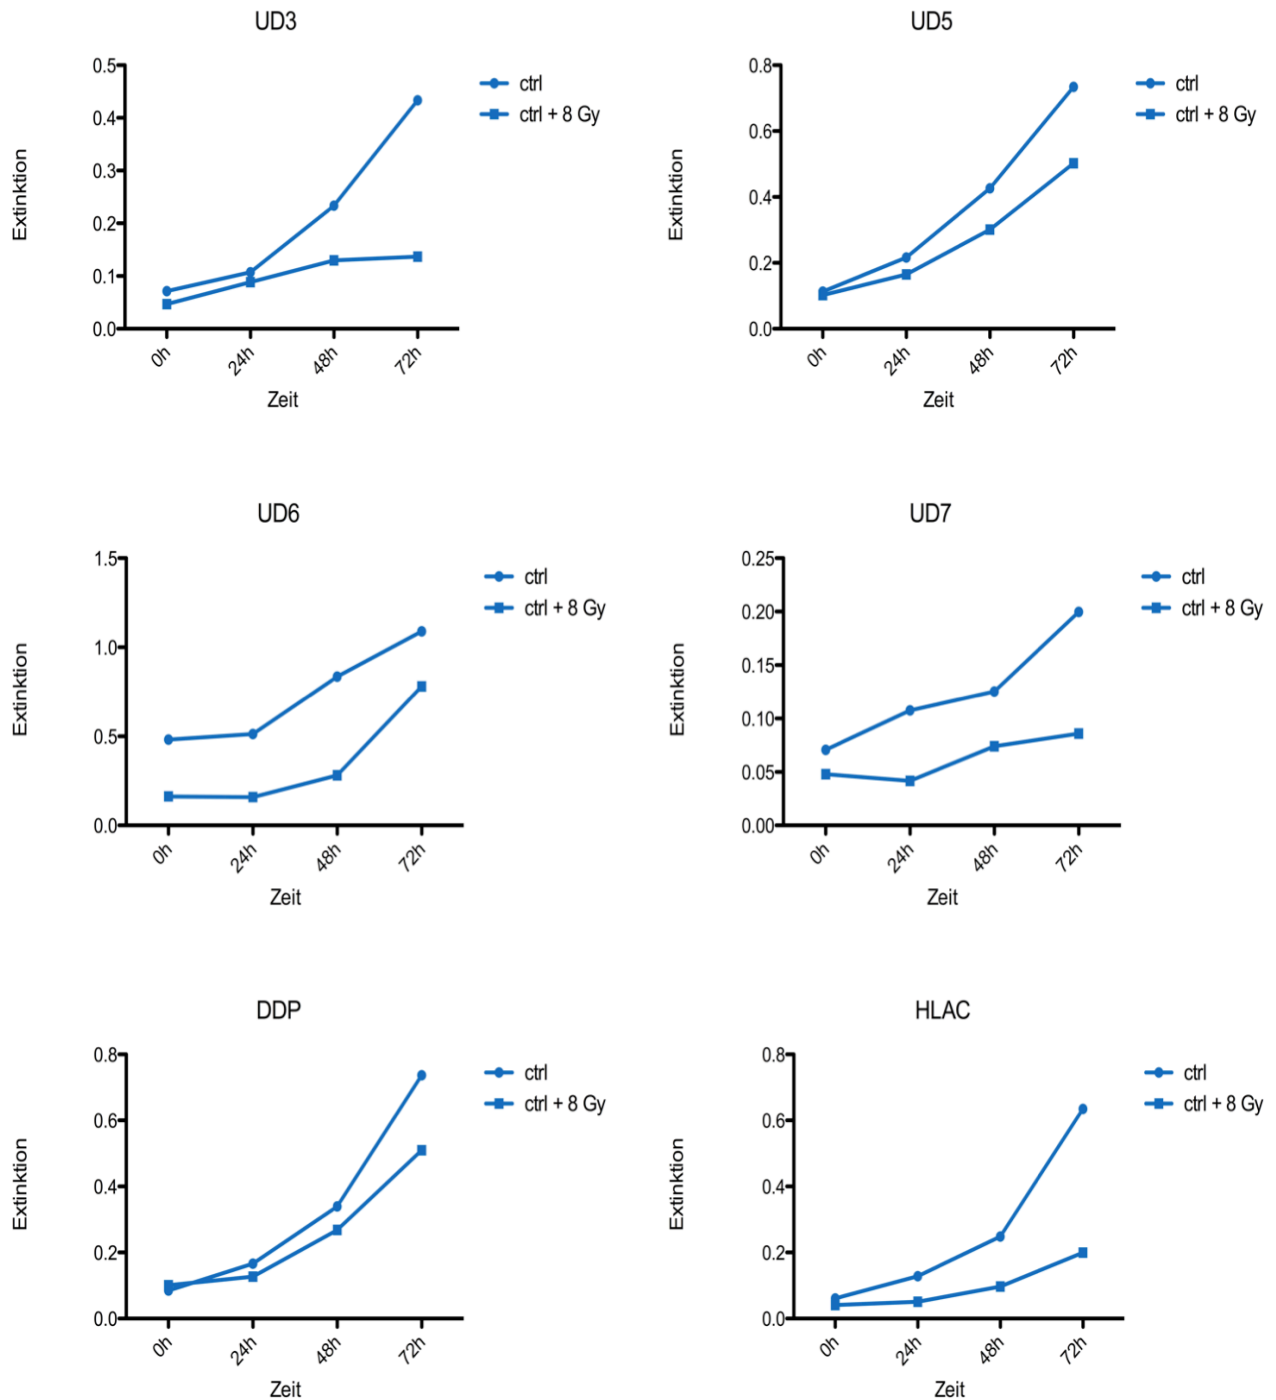 UD3
0.5
0.4
0.3
0.2
0.1
0.0
Extinktion
0h
24h
48h
72h
Zeit
ctrl
ctrl + 8 Gy
UD5
0.8
0.6
0.4
0.2
0.0
Extinktion
0h
24h
48h
72h
Zeit
ctrl
ctrl + 8 Gy
UD6
1.5
1.0
0.5
0.0
Extinktion
0h
24h
48h
72h
Zeit
ctrl
ctrl + 8 Gy
UD7
0.25
0.20
0.15
0.10
0.05
0.00
Extinktion
0h
24h
48h
72h
Zeit
ctrl
ctrl + 8 Gy
DDP
0.8
0.6
0.4
0.2
0.0
Extinktion
0h
24h
48h
72h
Zeit
ctrl
ctrl + 8 Gy
HLAC
0.8
0.6
0.4
0.2
0.0
Extinktion
0h
24h
48h
72h
Zeit
ctrl
ctrl + 8 Gy